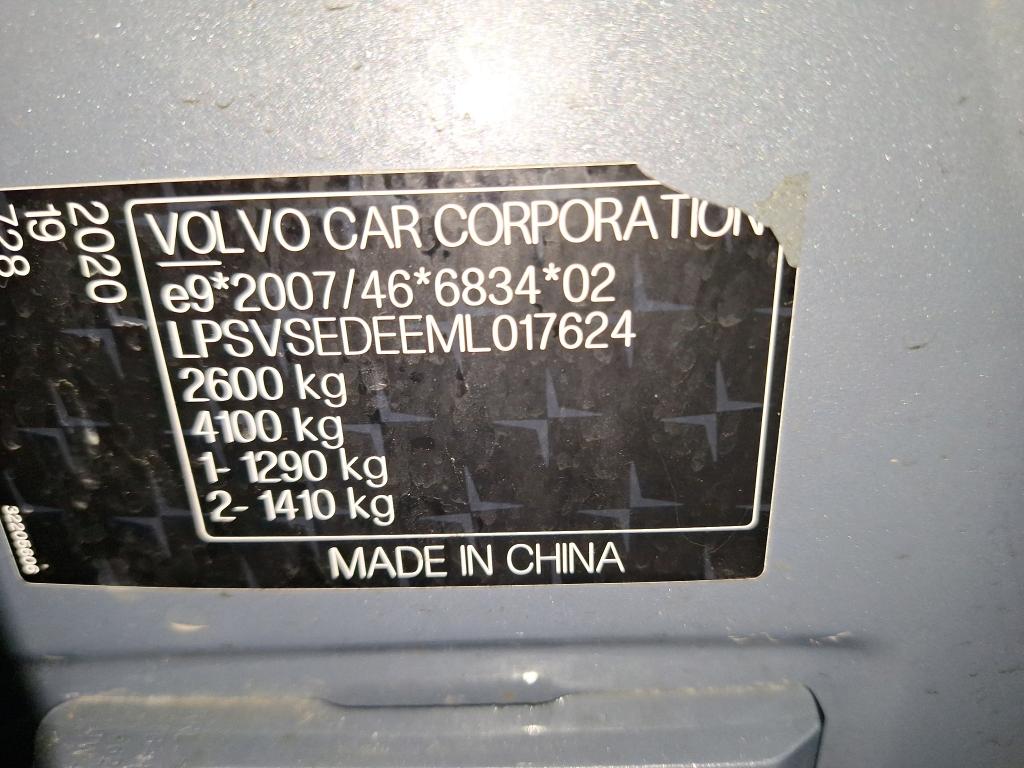 VOLVO CAR CORPORATION
e9*2007/46*6834*02
LPSVSEDEEML017624
2600 kg
4100 kg
1- 1290 kg
2- 1410 kg
MADE IN CHINA
2020
19
728
32206606